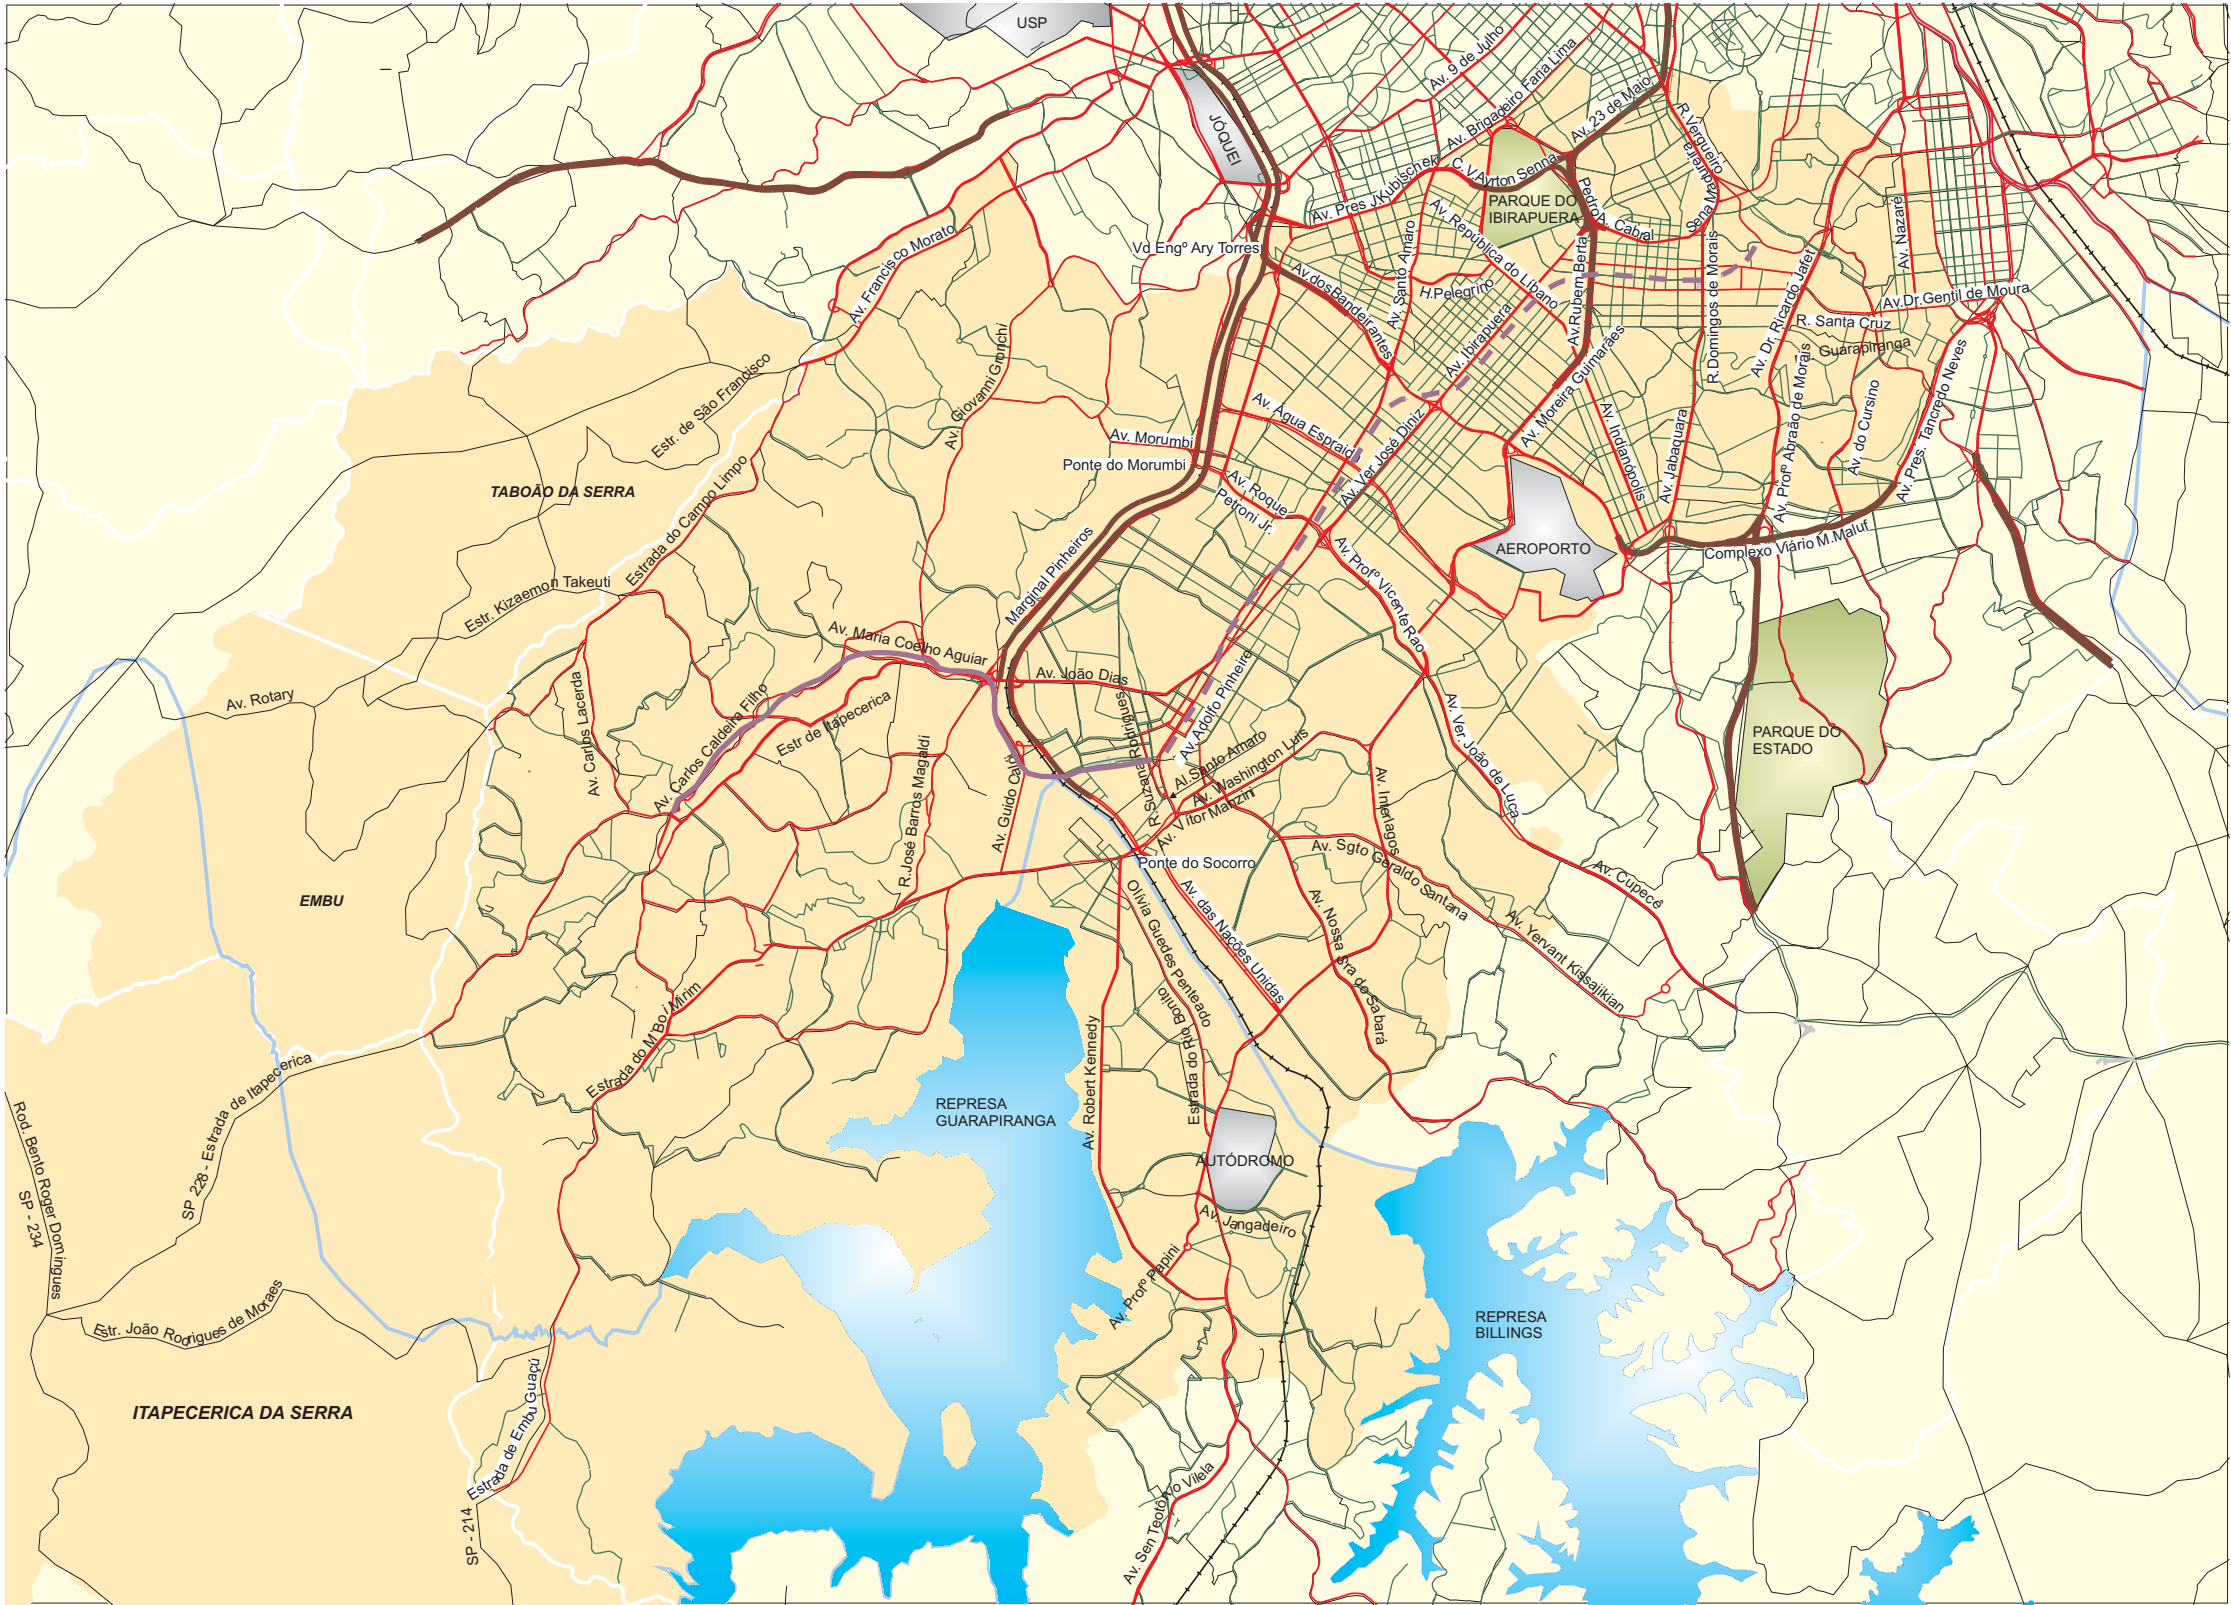 USP
JÓQUEI
Av. 9 de Julho
Av. Brigadeiro Faria Lima
Av. 23 de Maio
R. Vergueiro
Sena Madureira
C. V. Ayrton Senna
Av. Pres J Kubischek
PARQUE DO
IBIRAPUERA
Pedro A. Cabral
Av. República do Líbano
Av. Santo Amaro
H.Pelegrino
Av.Rubem Berta
R.Domingos de Morais
Av. Nazaré
Av. Dr. Ricardo Jafet
Av.Dr.Gentil de Moura
R. Santa Cruz
Guarapiranga
Vd Engº Ary Torres
Av.dos Bandeirantes
Av. Ibirapuera
Av. Francisco Morato
Av. Giovanni Gronchi
Estr. de São Francisco
TABOÃO DA SERRA
Estrada do Campo Limpo
Estr. Kizaemon Takeuti
Av. Morumbi
Ponte do Morumbi
Av. Água Espraida
Av. Ver José Diniz
Av. Roque
Petroni Jr.
Av. Moreira Guimarães
Av. Indianópolis
Av. Jabaquara
Av. Profº Abraão de Morais
Av. do Cursino
Av. Pres. Tancredo Neves
AEROPORTO
Complexo Viário M.Maluf
Marginal Pinheiros
Av. Profº Vicente Rao
Av. Maria Coelho Aguiar
Av. João Dias
Av. Rotary
Av. Carlos Lacerda
Av. Carlos Caldeira Filho
Estr de Itapecerica
R.José Barros Magaldi
Av. Guido Caloi
R. Suzana Rodrigues
Av. Adolfo Pinheiro
Al.Santo Amaro
Av. Washington Luis
Av. Vitor Manzini
Av. Interlagos
Av. Ver. João de Luca
PARQUE DO
ESTADO
Ponte do Socorro
Av. Sgto Geraldo Santana
Av. Cupecê
Av. Yervant Kissajikian
Av. Nossa Sra do Sabará
Av. das Nações Unidas
Olívia Guedes Penteado
Estrada do Rio Bonito
EMBU
Estrada do M'Boi Mirim
Av. Robert Kennedy
REPRESA
GUARAPIRANGA
AUTÓDROMO
Av. Jangadeiro
Av. Profº Papini
SP 228 - Estrada de Itapecerica
Rod. Bento Roger Domingues
SP - 234
Estr. João Rodrigues de Moraes
ITAPECERICA DA SERRA
Estrada de Embu Guaçú
SP - 214
REPRESA
BILLINGS
Av. Sen Teotônio Vilela